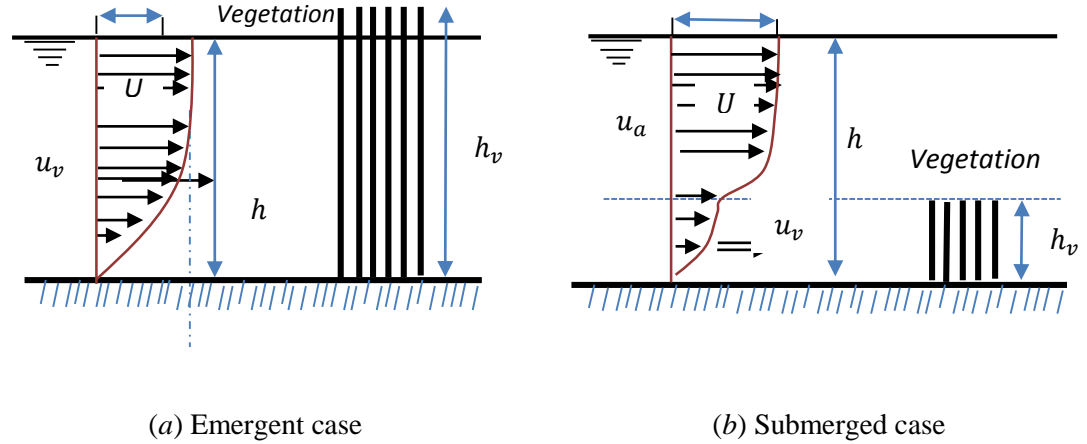 Vegetation
U
u_v
h
h_v
(a) Emergent case
U
u_a
h
Vegetation
u_v
h_v
(b) Submerged case